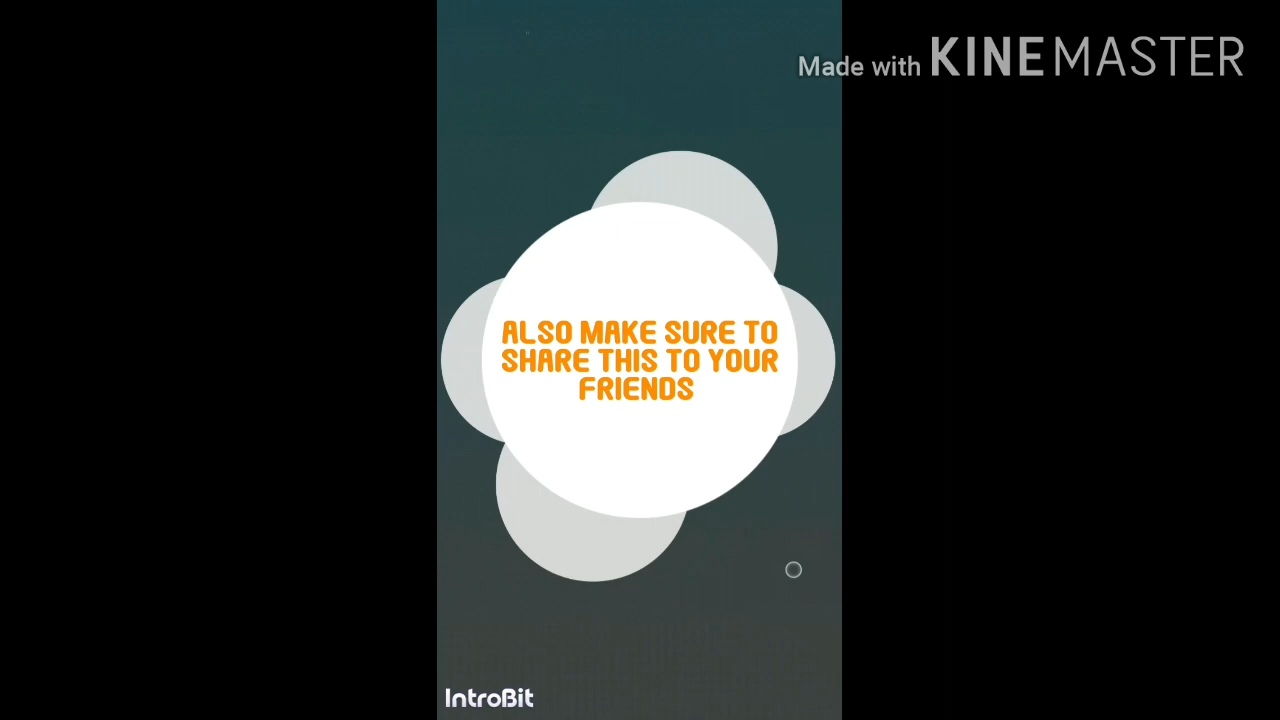 Made with KINEMASTER
ALSO MAKE SURE TO
SHARE THIS TO YOUR
FRIENDS
IntroBit